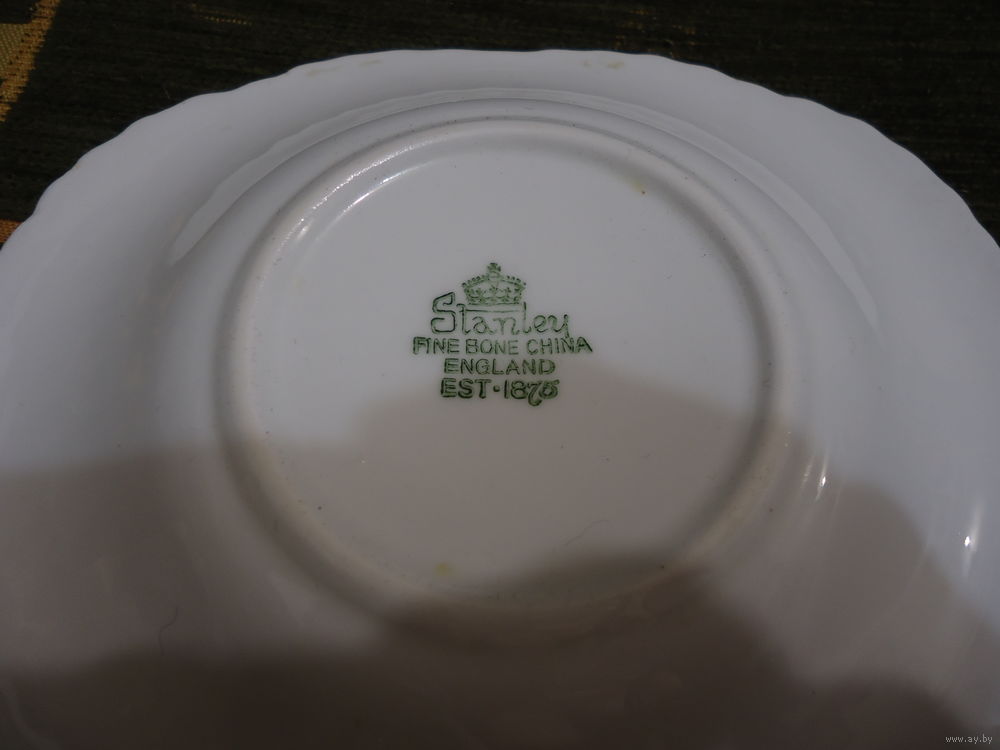 Stanley
FINE BONE CHINA
ENGLAND
EST·1875
www.ay.by